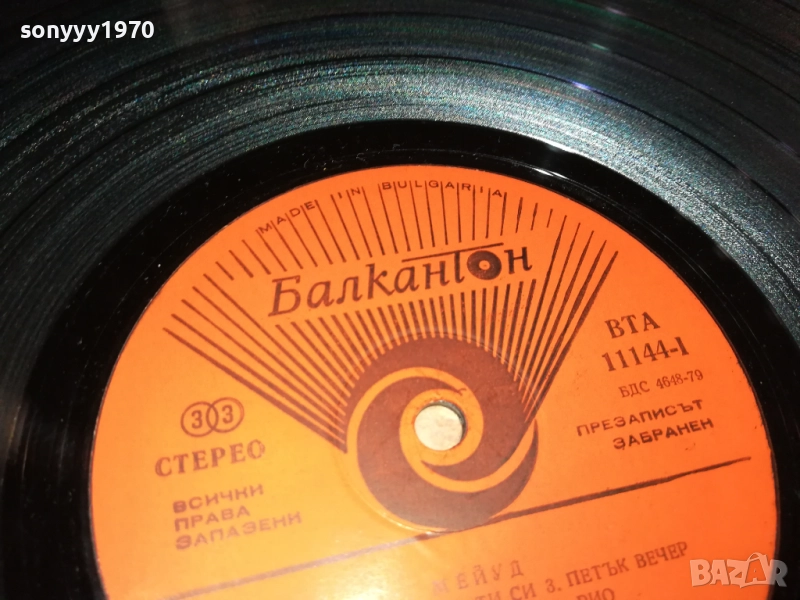 sonyyy1970
MADE IN BULGARIA
Балкантон
ВТА
11144-1
БДС 4648-79
ПРЕЗАПИСЪТ
ЗАБРАНЕН
33
СТЕРЕО
ВСИЧКИ
ПРАВА
ЗАПАЗЕНИ
МЕЙУД
ТИ СИ 3. ПЕТЪК ВЕЧЕР
РИО
BAZAR
bg